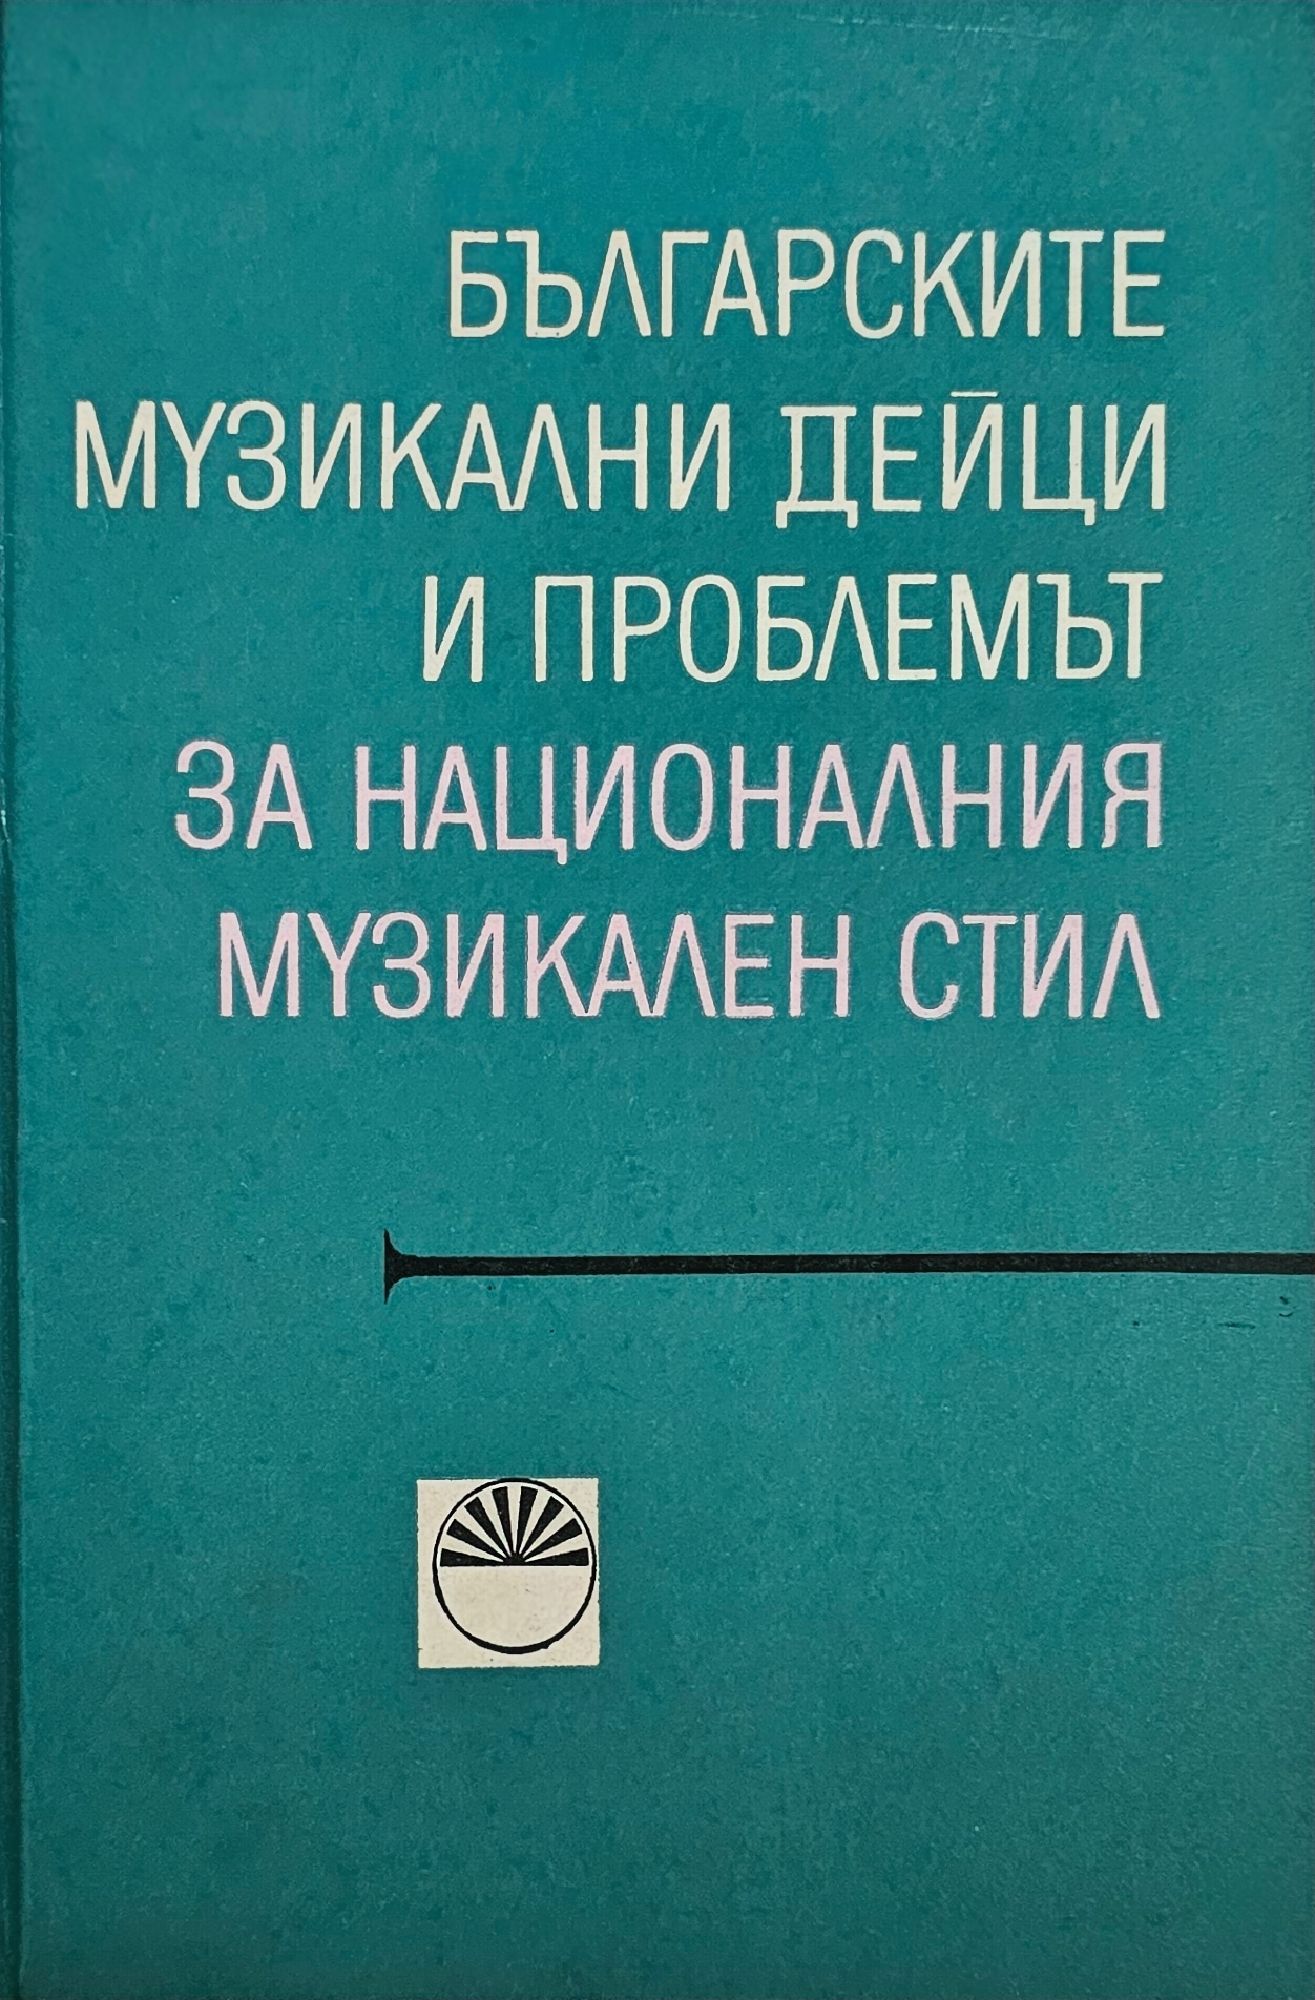 БЪЛГАРСКИТЕ
МУЗИКАЛНИ ДЕЙЦИ
И ПРОБЛЕМЪТ
ЗА НАЦИОНАЛНИЯ
МУЗИКАЛЕН СТИЛ